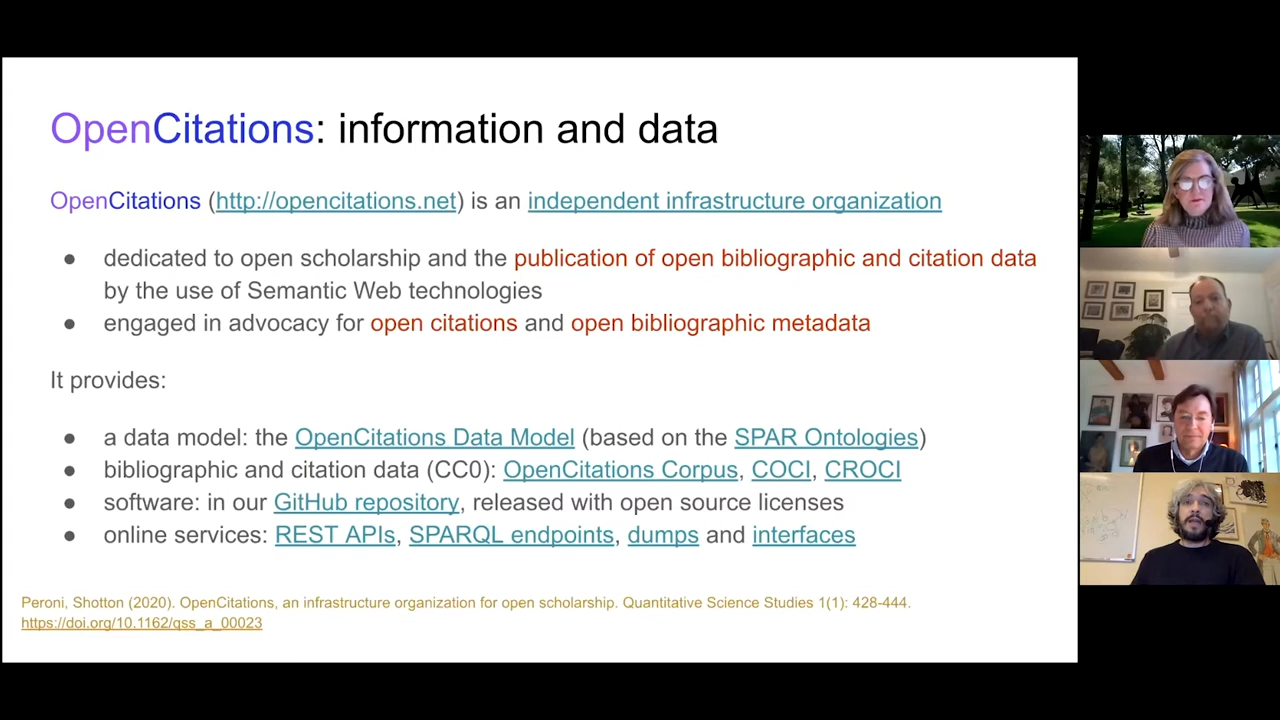 OpenCitations: information and data
OpenCitations (http://opencitations.net) is an independent infrastructure organization
● dedicated to open scholarship and the publication of open bibliographic and citation data
by the use of Semantic Web technologies
● engaged in advocacy for open citations and open bibliographic metadata
It provides:
● a data model: the OpenCitations Data Model (based on the SPAR Ontologies)
● bibliographic and citation data (CC0): OpenCitations Corpus, COCI, CROCI
● software: in our GitHub repository, released with open source licenses
● online services: REST APIs, SPARQL endpoints, dumps and interfaces
Peroni, Shotton (2020). OpenCitations, an infrastructure organization for open scholarship. Quantitative Science Studies 1(1): 428-444.
https://doi.org/10.1162/qss_a_00023